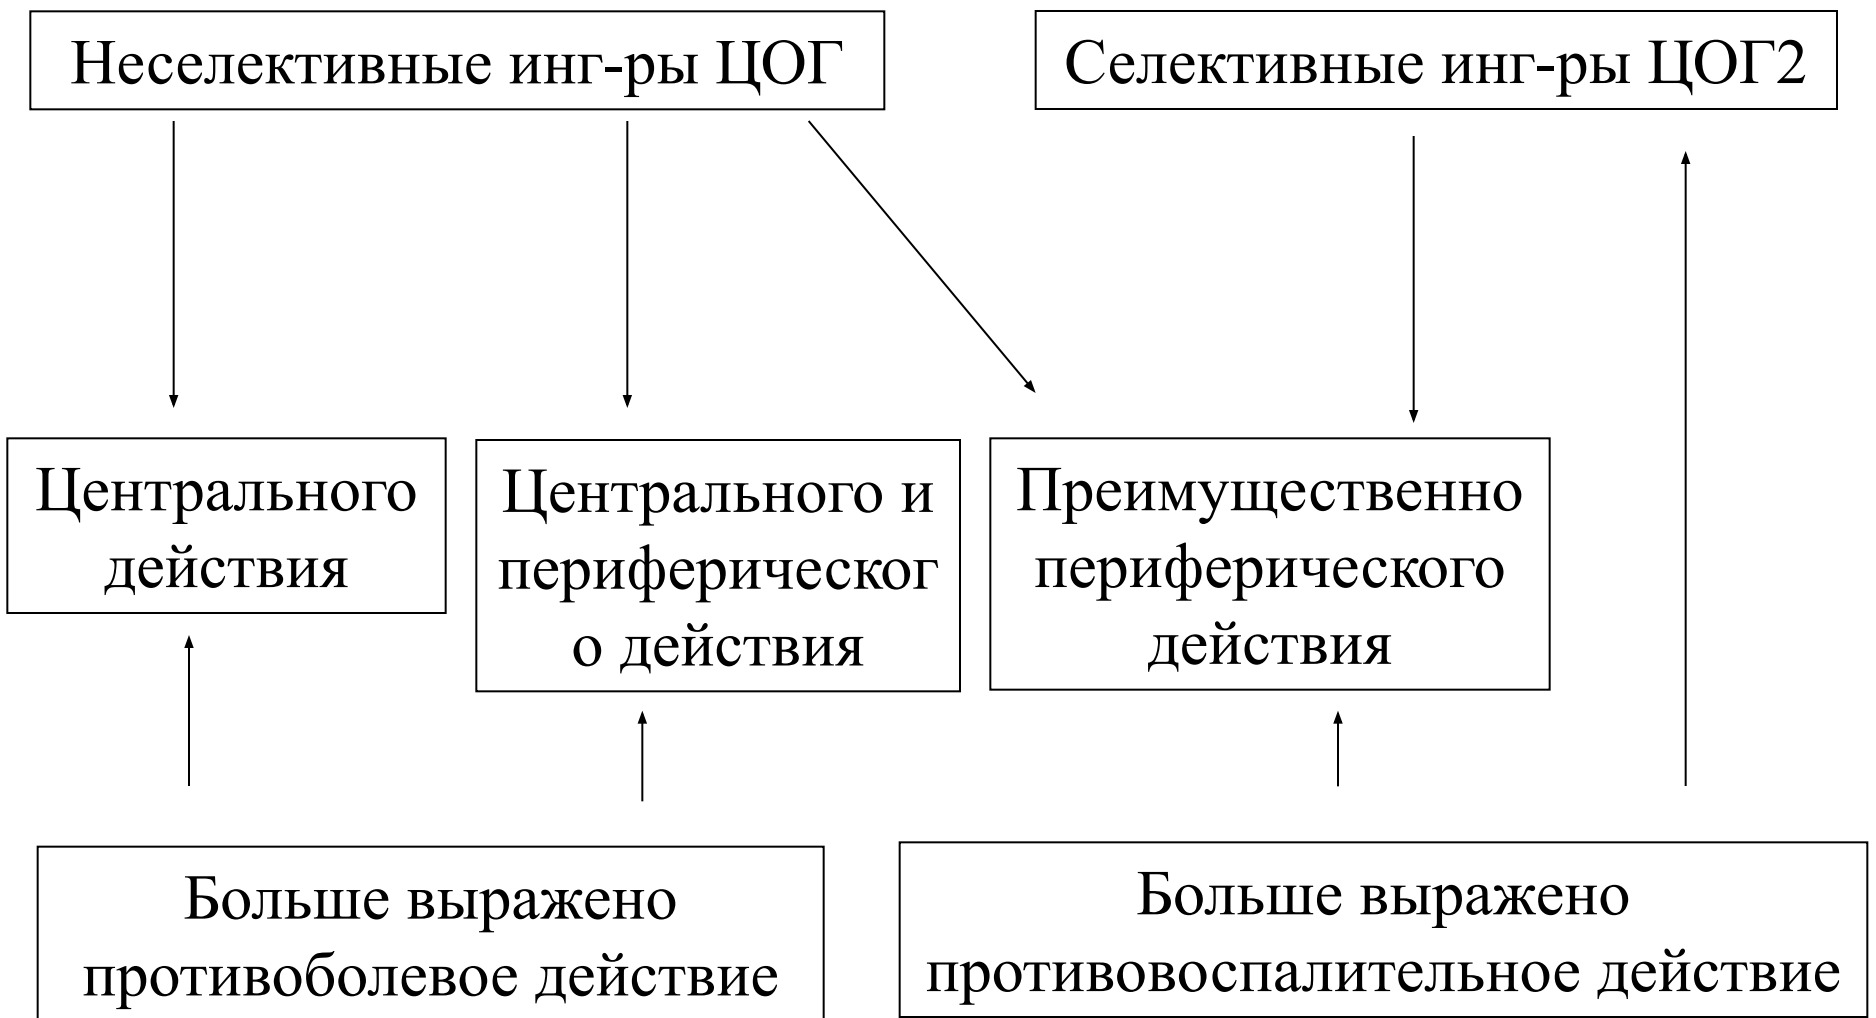 Неселективные инг-ры ЦОГ
Селективные инг-ры ЦОГ2
Центрального
действия
Центрального и
периферическог
о действия
Преимущественно
периферического
действия
Больше выражено
противоболевое действие
Больше выражено
противовоспалительное действие